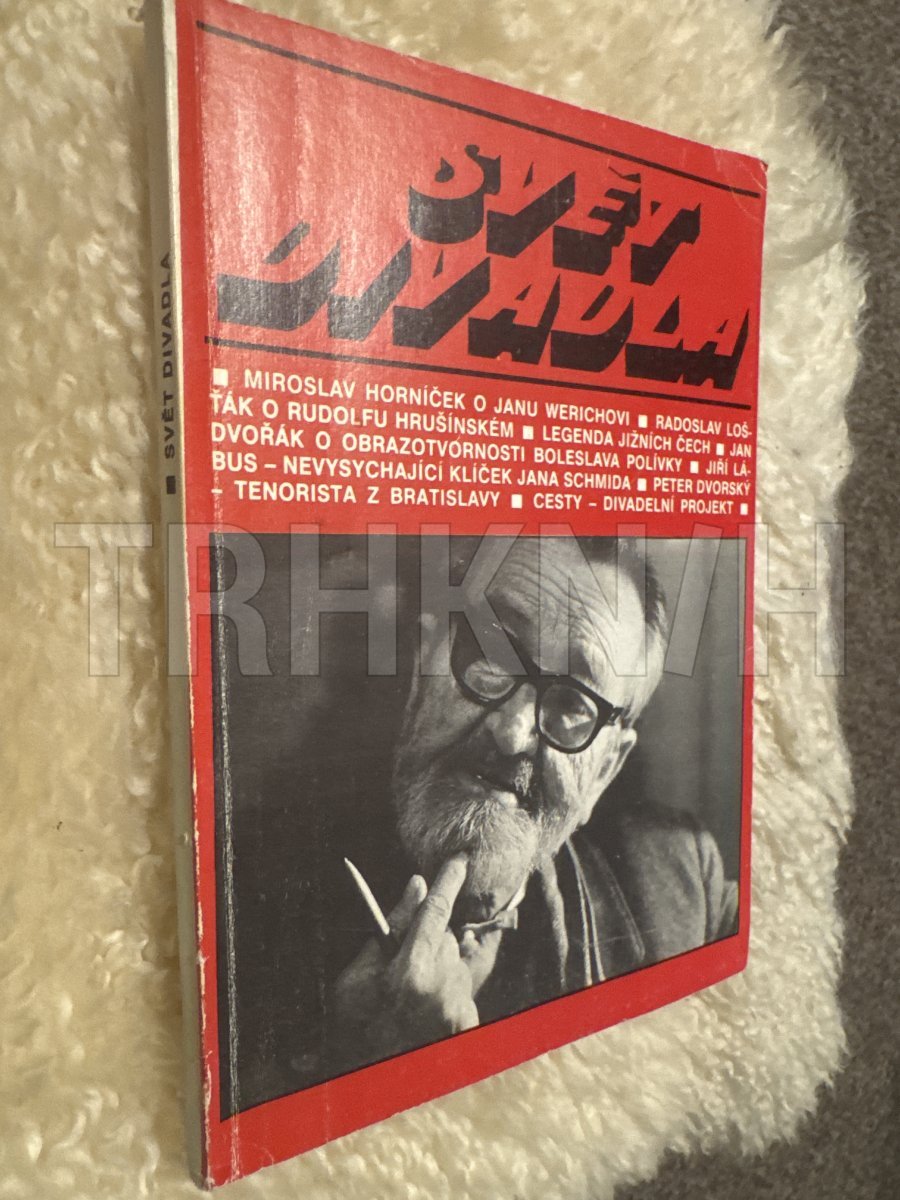 SVĚT
DIVADLA
■ MIROSLAV HORNÍČEK O JANU WERICHOVI ■ RADOSLAV LOŠ-
ŤÁK O RUDOLFU HRUŠÍNSKÉM ■ LEGENDA JIŽNÍCH ČECH ■ JAN
DVOŘÁK O OBRAZOTVÓRNOSTI BOLESLAVA POLÍVKY ■ JIŘÍ LÁ-
BUS – NEVYSYCHAJÍCÍ KLÍČEK JANA SCHMIDA ■ PETER DVORSKÝ
– TENORISTA Z BRATISLAVY ■ CESTY – DIVADELNÍ PROJEKT ■
■ SVĚT DIVADLA
TRHKNIH